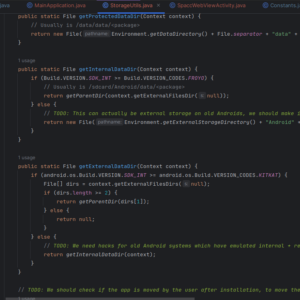 java MainApplication.java StorageUtils.java SpacoWebViewActivity.java Constants.j
public static File getProtectedDataDir(Context context) {
// Usually is /data/data/<package>
return new File( pathname: Environment.getDataDirectory() + File.separator + "data" +
}
1 usage
public static File getInternalDataDir(Context context) {
if (Build.VERSION.SDK_INT >= Build.VERSION_CODES.FROYO) {
// Usually is /sdcard/Android/data/<package>
return getParentDir(context.getExternalFilesDir( null));
} else {
// TODO: This can actually be external storage on old Androids, we should make s
return new File( pathname: Environment.getExternalStorageDirectory() + "Android" +
}
}
1 usage
public static File getExternalDataDir(Context context) {
if (android.os.Build.VERSION.SDK_INT >= android.os.Build.VERSION_CODES.KITKAT) {
File[] dirs = context.getExternalFilesDirs( null);
if (dirs.length >= 2) {
return getParentDir(dirs[1]);
} else {
return null;
}
} else {
// TODO: We need hacks for old Android systems which have emulated internal + re
return getInternalDataDir(context);
}
}
// TODO: We should check if the app is moved by the user after installation, to move the